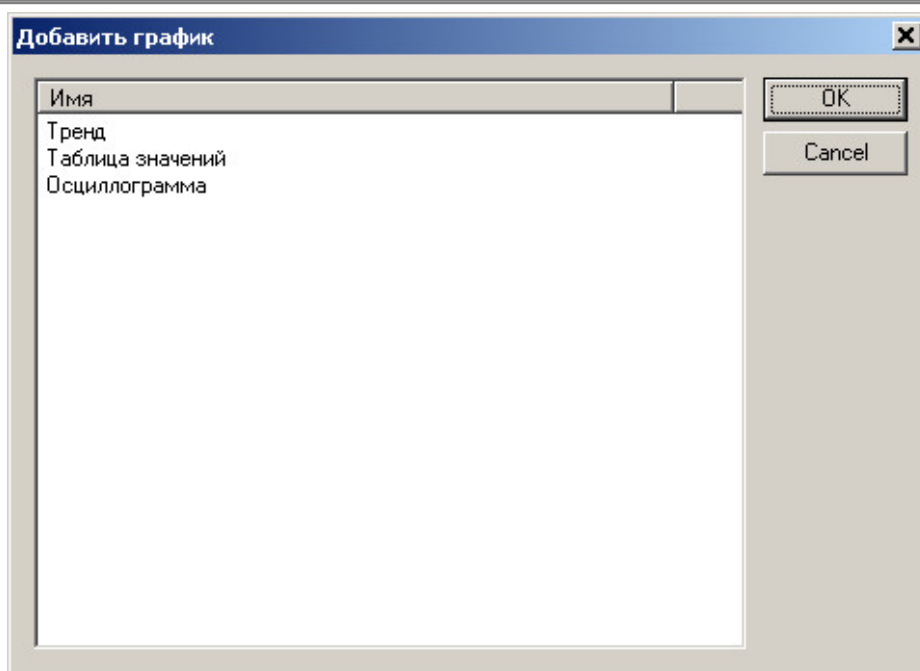 Добавить график
Имя
OK
Тренд
Таблица значений
Cancel
Осциллограмма